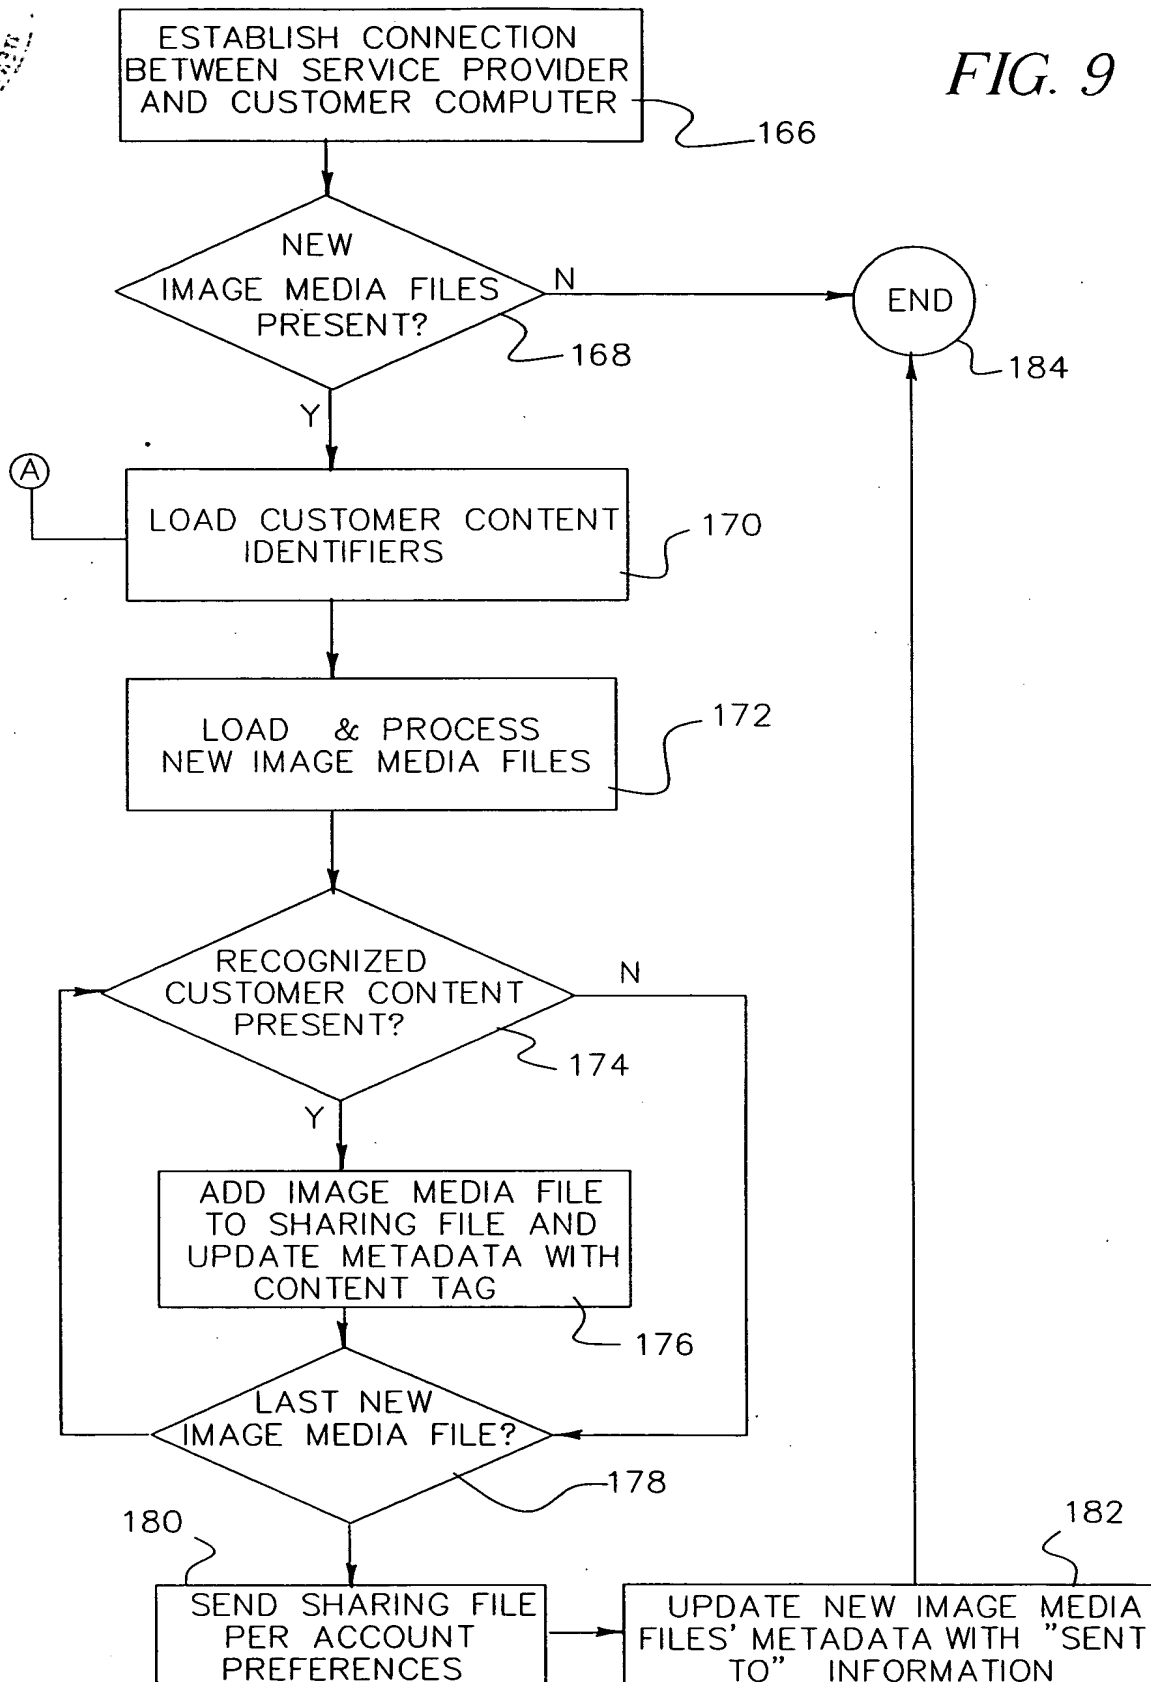 ESTABLISH CONNECTION
BETWEEN SERVICE PROVIDER
AND CUSTOMER COMPUTER
FIG. 9
166
NEW
IMAGE MEDIA FILES
PRESENT?
N
END
168
184
Y
A
LOAD CUSTOMER CONTENT
IDENTIFIERS
170
LOAD & PROCESS
NEW IMAGE MEDIA FILES
172
RECOGNIZED
CUSTOMER CONTENT
PRESENT?
N
174
Y
ADD IMAGE MEDIA FILE
TO SHARING FILE AND
UPDATE METADATA WITH
CONTENT TAG
176
LAST NEW
IMAGE MEDIA FILE?
178
180
182
SEND SHARING FILE
PER ACCOUNT
PREFERENCES
UPDATE NEW IMAGE MEDIA
FILES' METADATA WITH "SENT
TO" INFORMATION